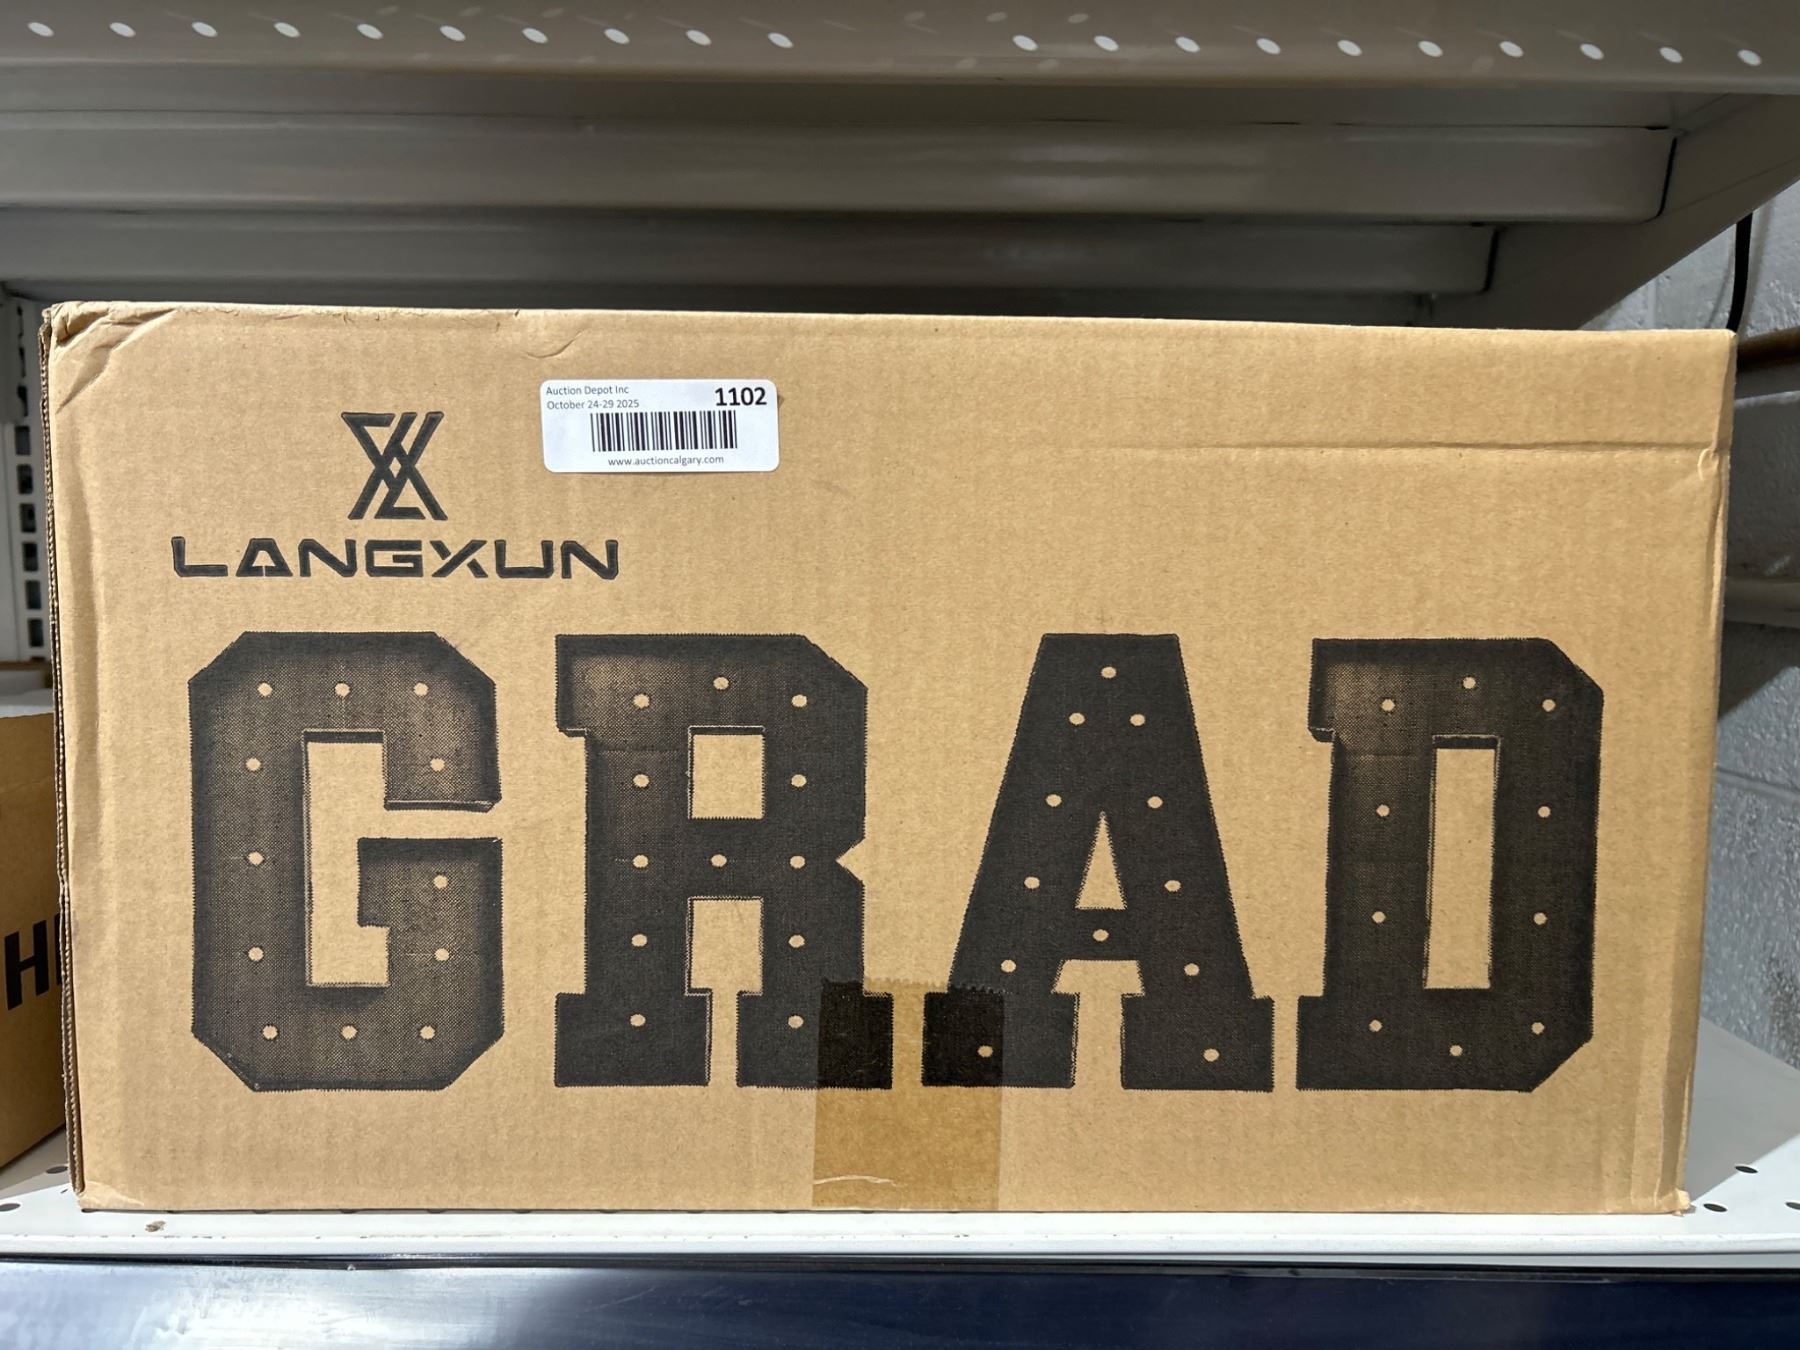 Auction Depot Inc
1102
October 24-29 2025
www.auctioncalgary.com
LANGXUN
GRAD